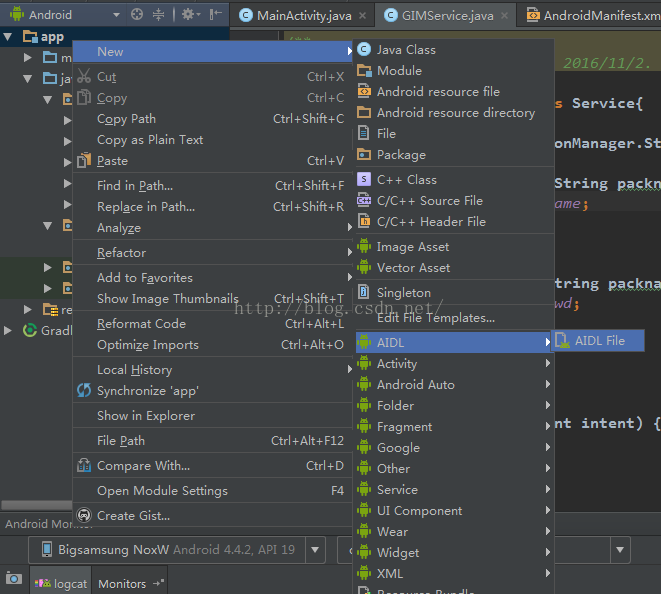 Android
MainActivity.java
GIMService.java
AndroidManifest.xm
app
New
Cut Ctrl+X
Copy Ctrl+C
Copy Path Ctrl+Shift+C
Copy as Plain Text
Paste Ctrl+V
Find in Path... Ctrl+Shift+F
Replace in Path... Ctrl+Shift+R
Analyze
Refactor
Add to Favorites
Show Image Thumbnails Ctrl+Shift+T
Reformat Code Ctrl+Alt+L
Optimize Imports Ctrl+Alt+O
Local History
Synchronize 'app'
Show in Explorer
File Path Ctrl+Alt+F12
Compare With... Ctrl+D
Open Module Settings F4
Create Gist...
Java Class
Module
Android resource file
Android resource directory
File
Package
C++ Class
C/C++ Source File
C/C++ Header File
Image Asset
Vector Asset
Singleton
Edit File Templates...
AIDL
Activity
Android Auto
Folder
Fragment
Google
Other
Service
UI Component
Wear
Widget
XML
Resource Bundle
AIDL File
/**
2016/11/2.
s Service{
onManager.St
String packn
ame;
tring packna
wd;
nt intent) {
m
ja
re
Gradl
http://blog.csdn.net/
Android Monit
Bigsamsung NoxW Android 4.4.2, API 19
logcat
Monitors